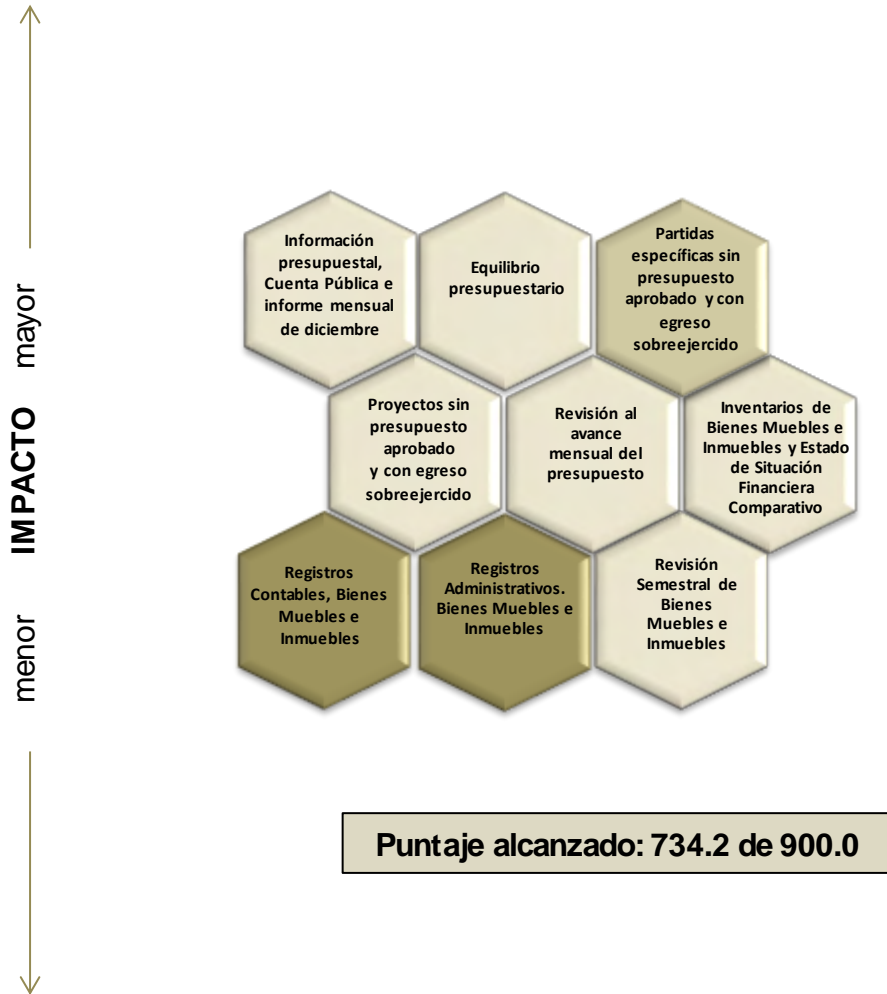 mayor
IMPACTO
menor
Información
presupuestal,
Cuenta Pública e
informe mensual
de diciembre
Equilibrio
presupuestario
Partidas
específicas sin
presupuesto
aprobado y con
egreso
sobreejercido
Proyectos sin
presupuesto
aprobado
y con egreso
sobreejercido
Revisión al
avance
mensual del
presupuesto
Inventarios de
Bienes Muebles e
Inmuebles y Estado
de Situación
Financiera
Comparativo
Registros
Contables, Bienes
Muebles e
Inmuebles
Registros
Administrativos.
Bienes Muebles e
Inmuebles
Revisión
Semestral de
Bienes
Muebles e
Inmuebles
Puntaje alcanzado: 734.2 de 900.0